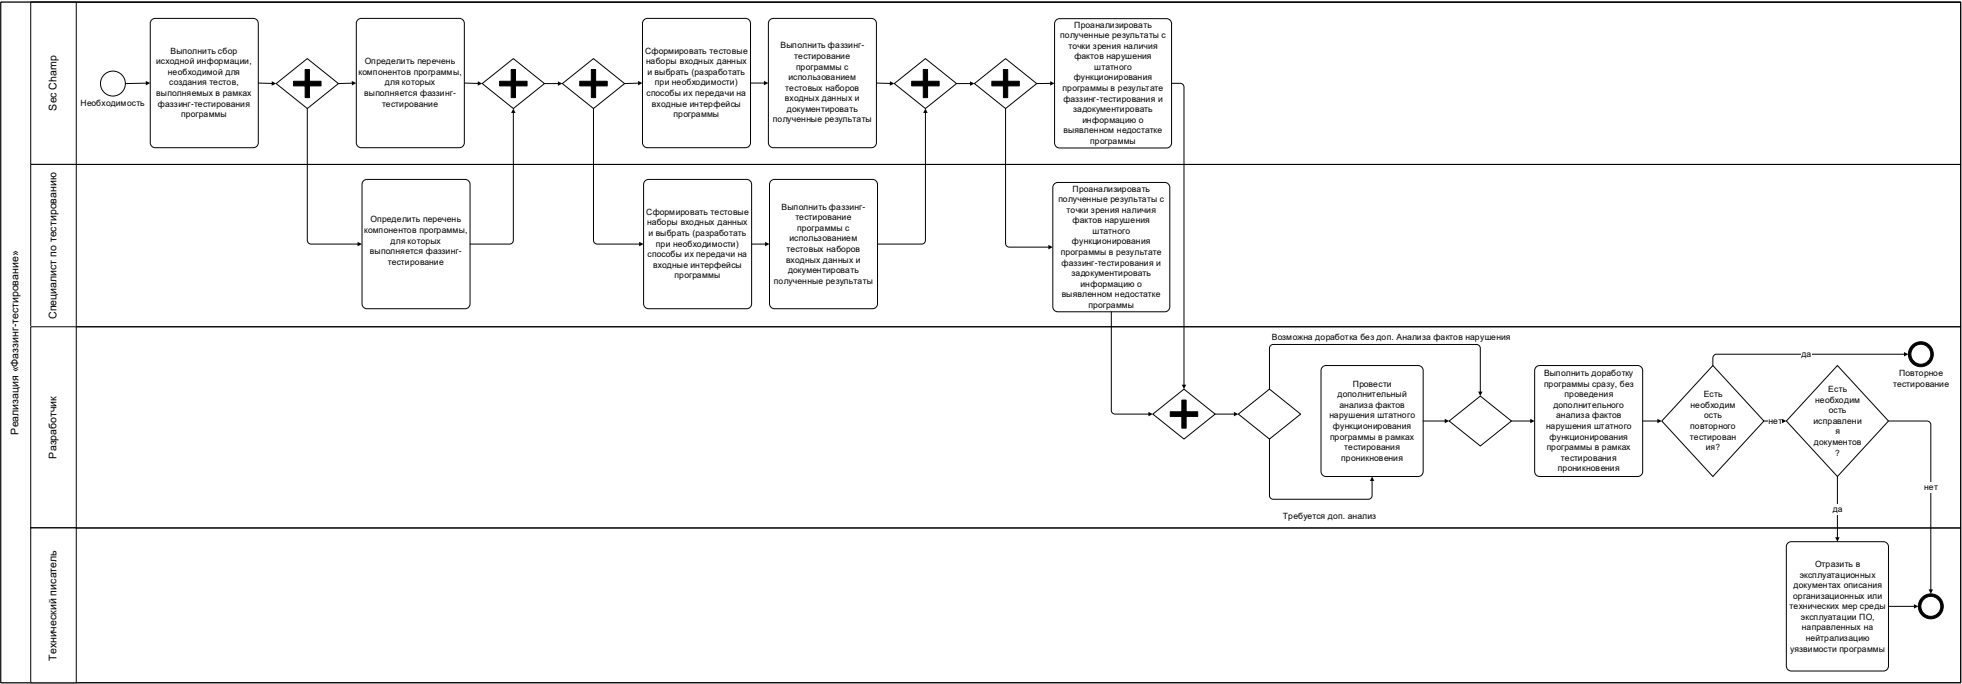 Реализация «Фаззинг-тестирование»
Sec Champ
Необходимость
Выполнить сбор
исходной информации,
необходимой для
создания тестов,
выполняемых в рамках
фаззинг-тестирования
программы
Определить перечень
компонентов программы,
для которых
выполняется фаззинг-
тестирование
Сформировать тестовые
наборы входных данных
и выбрать (разработать
при необходимости)
способы их передачи на
входные интерфейсы
программы
Выполнить фаззинг-
тестирование
программы с
использованием
тестовых наборов
входных данных и
документировать
полученные результаты
Проанализировать
полученные результаты с
точки зрения наличия
фактов нарушения
штатного
функционирования
программы в результате
фаззинг-тестирования и
задокументировать
информацию о
выявленном недостатке
программы
Специалист по тестированию
Определить перечень
компонентов программы,
для которых
выполняется фаззинг-
тестирование
Сформировать тестовые
наборы входных данных
и выбрать (разработать
при необходимости)
способы их передачи на
входные интерфейсы
программы
Выполнить фаззинг-
тестирование
программы с
использованием
тестовых наборов
входных данных и
документировать
полученные результаты
Проанализировать
полученные результаты с
точки зрения наличия
фактов нарушения
штатного
функционирования
программы в результате
фаззинг-тестирования и
задокументировать
информацию о
выявленном недостатке
программы
Разработчик
Возможна доработка без доп. Анализа фактов нарушения
Провести
дополнительный
анализа фактов
нарушения штатного
функционирования
программы в рамках
тестирования
проникновения
Требуется доп. анализ
Выполнить доработку
программы сразу, без
проведения
дополнительного
анализа фактов
нарушения штатного
функционирования
программы в рамках
тестирования
проникновения
Есть
необходим
ость
повторного
тестирован
ия?
да
Повторное
тестирование
нет
Есть
необходим
ость
исправлени
я
документов
?
нет
да
Технический писатель
Отразить в
эксплуатационных
документах описания
организационных или
технических мер среды
эксплуатации ПО,
направленных на
нейтрализацию
уязвимости программы